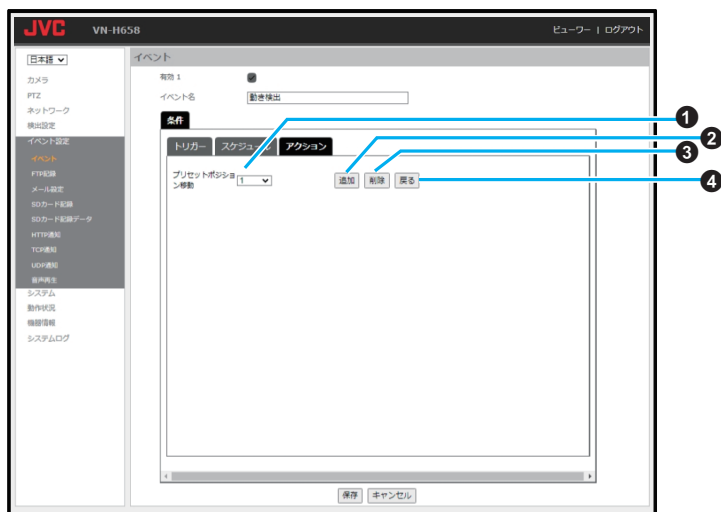 JVC VN-H658 ビューワー | ログアウト
日本語
カメラ
PTZ
ネットワーク
検出設定
イベント設定
イベント
FTP記録
メール設定
SDカード記録
SDカード記録データ
HTTP通知
TCP通知
UDP通知
音声再生
システム
動作状況
機器情報
システムログ
イベント
有効 1
イベント名 動き検出
条件
トリガー スケジュール アクション
プリセットポジショ
ン移動
1
追加 削除 戻る
保存 キャンセル
1
2
3
4